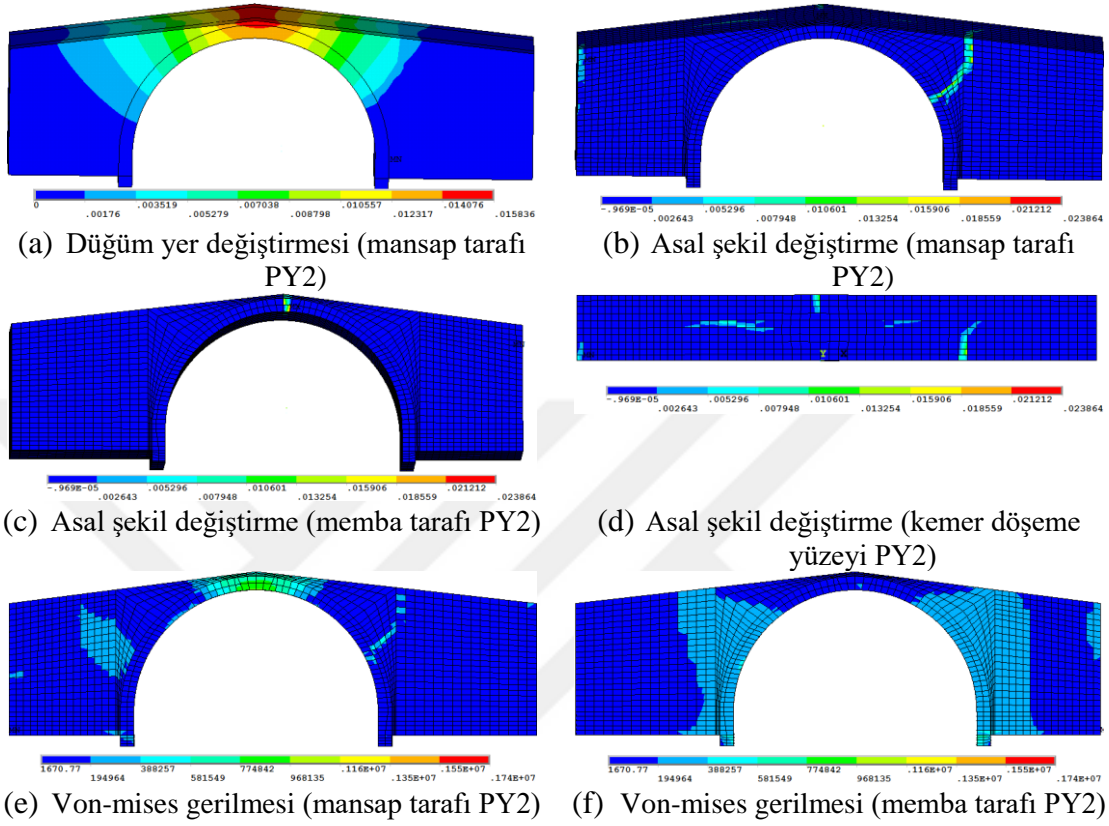 0 .003519 .007038 .010557 .014076
.00176 .005279 .008798 .012317 .015836
-.969E-05 .005296 .010601 .015906 .021212
.002643 .007948 .013254 .018559 .023864
(a) Düğüm yer değiştirmesi (mansap tarafı
PY2)
(b) Asal şekil değiştirme (mansap tarafı
PY2)
Y X
-.969E-05 .005296 .010601 .015906 .021212
.002643 .007948 .013254 .018559 .023864
-.969E-05 .005296 .010601 .015906 .021212
.002643 .007948 .013254 .018559 .023864
(c) Asal şekil değiştirme (memba tarafı PY2)
(d) Asal şekil değiştirme (kemer döşeme
yüzeyi PY2)
1670.77 388257 774842 .116E+07 .155E+07
194964 581549 968135 .135E+07 .174E+07
1670.77 388257 774842 .116E+07 .155E+07
194964 581549 968135 .135E+07 .174E+07
(e) Von-mises gerilmesi (mansap tarafı PY2)
(f) Von-mises gerilmesi (memba tarafı PY2)